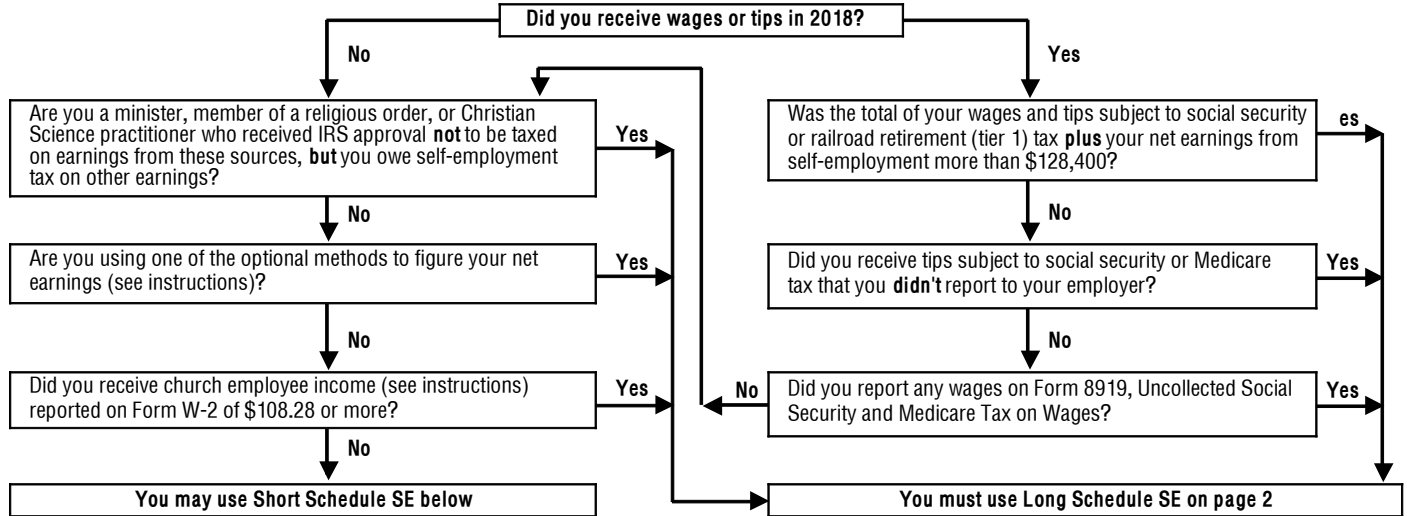 Did you receive wages or tips in 2018?
No
Yes
Are you a minister, member of a religious order, or Christian
Science practitioner who received IRS approval not to be taxed
on earnings from these sources, but you owe self-employment
tax on other earnings?
Yes
Was the total of your wages and tips subject to social security
or railroad retirement (tier 1) tax plus your net earnings from
self-employment more than $128,400?
es
No
No
Are you using one of the optional methods to figure your net
earnings (see instructions)?
Yes
Did you receive tips subject to social security or Medicare
tax that you didn't report to your employer?
Yes
No
No
Did you receive church employee income (see instructions)
reported on Form W-2 of $108.28 or more?
Yes
No
Did you report any wages on Form 8919, Uncollected Social
Security and Medicare Tax on Wages?
Yes
No
You may use Short Schedule SE below
You must use Long Schedule SE on page 2